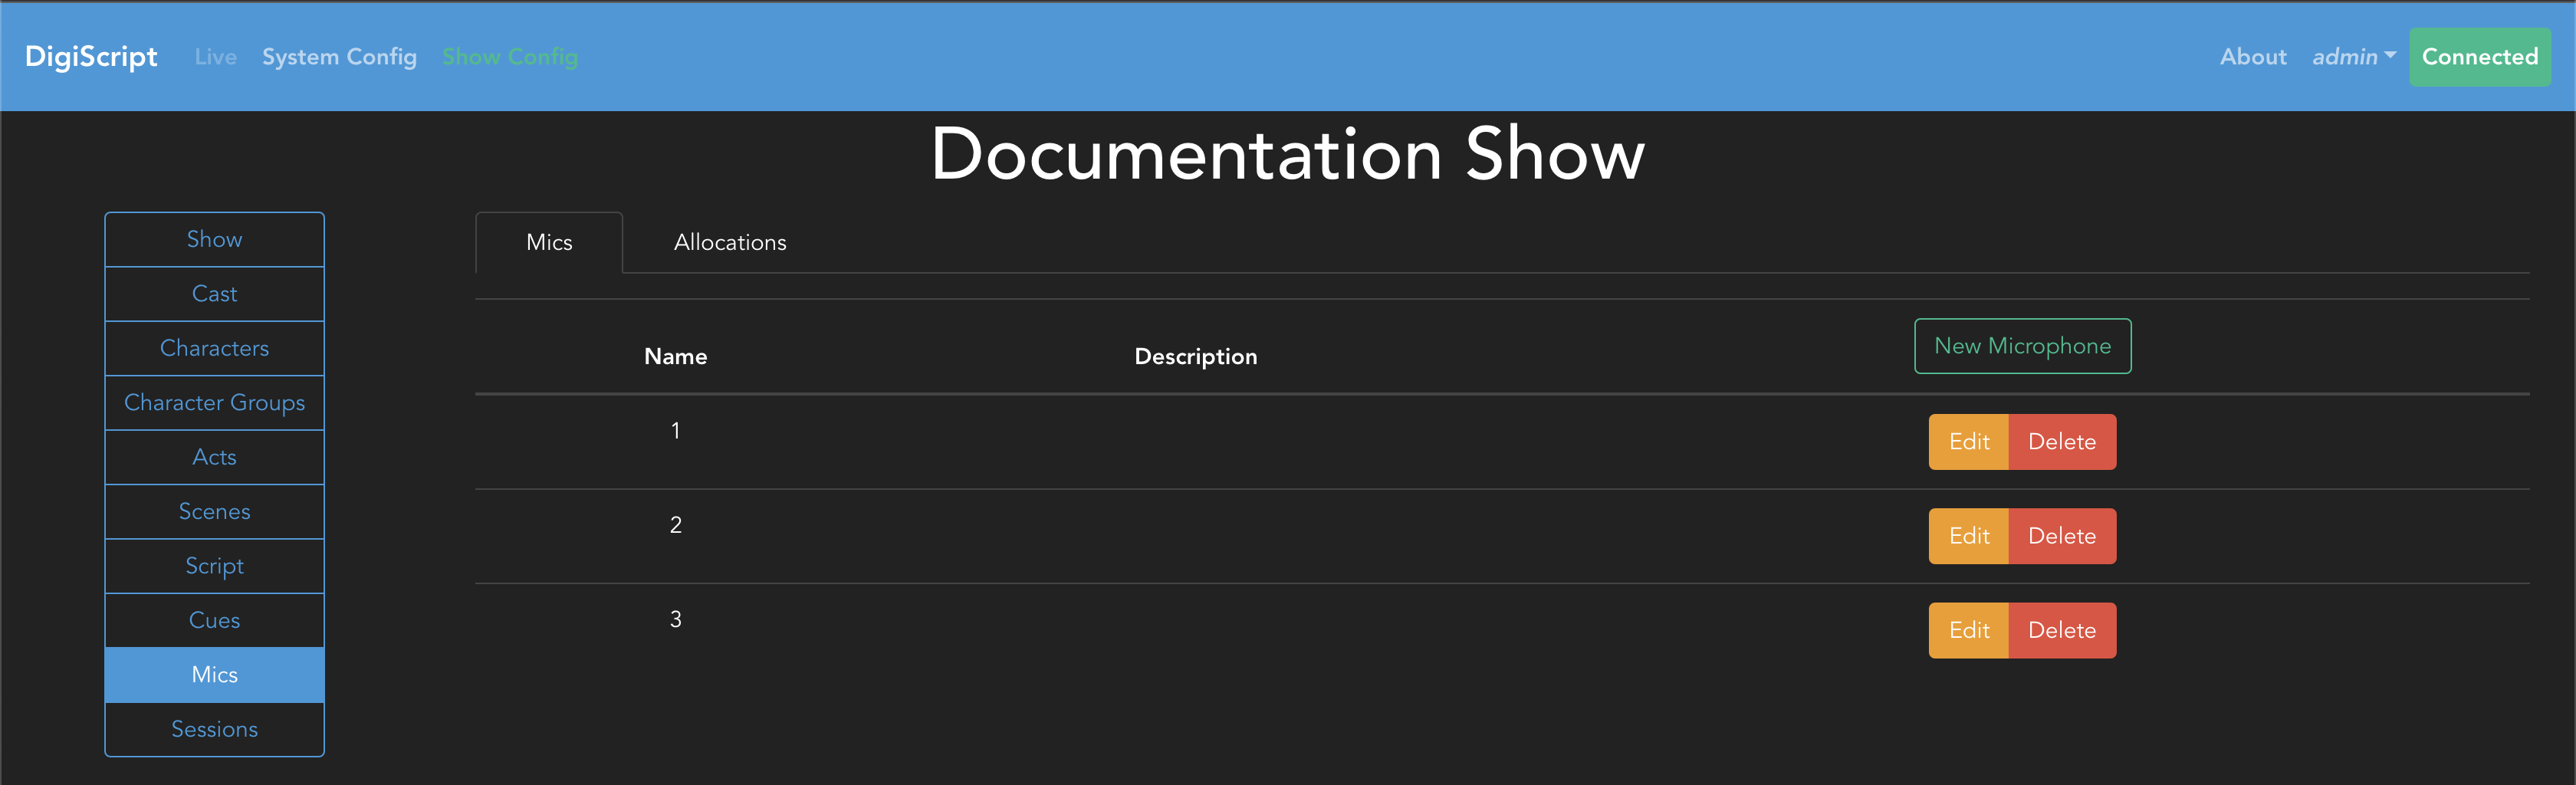 DigiScript Live System Config Show Config About admin Connected
Documentation Show
Show
Cast
Characters
Character Groups
Acts
Scenes
Script
Cues
Mics
Sessions
Mics Allocations
Name Description New Microphone
1 Edit Delete
2 Edit Delete
3 Edit Delete